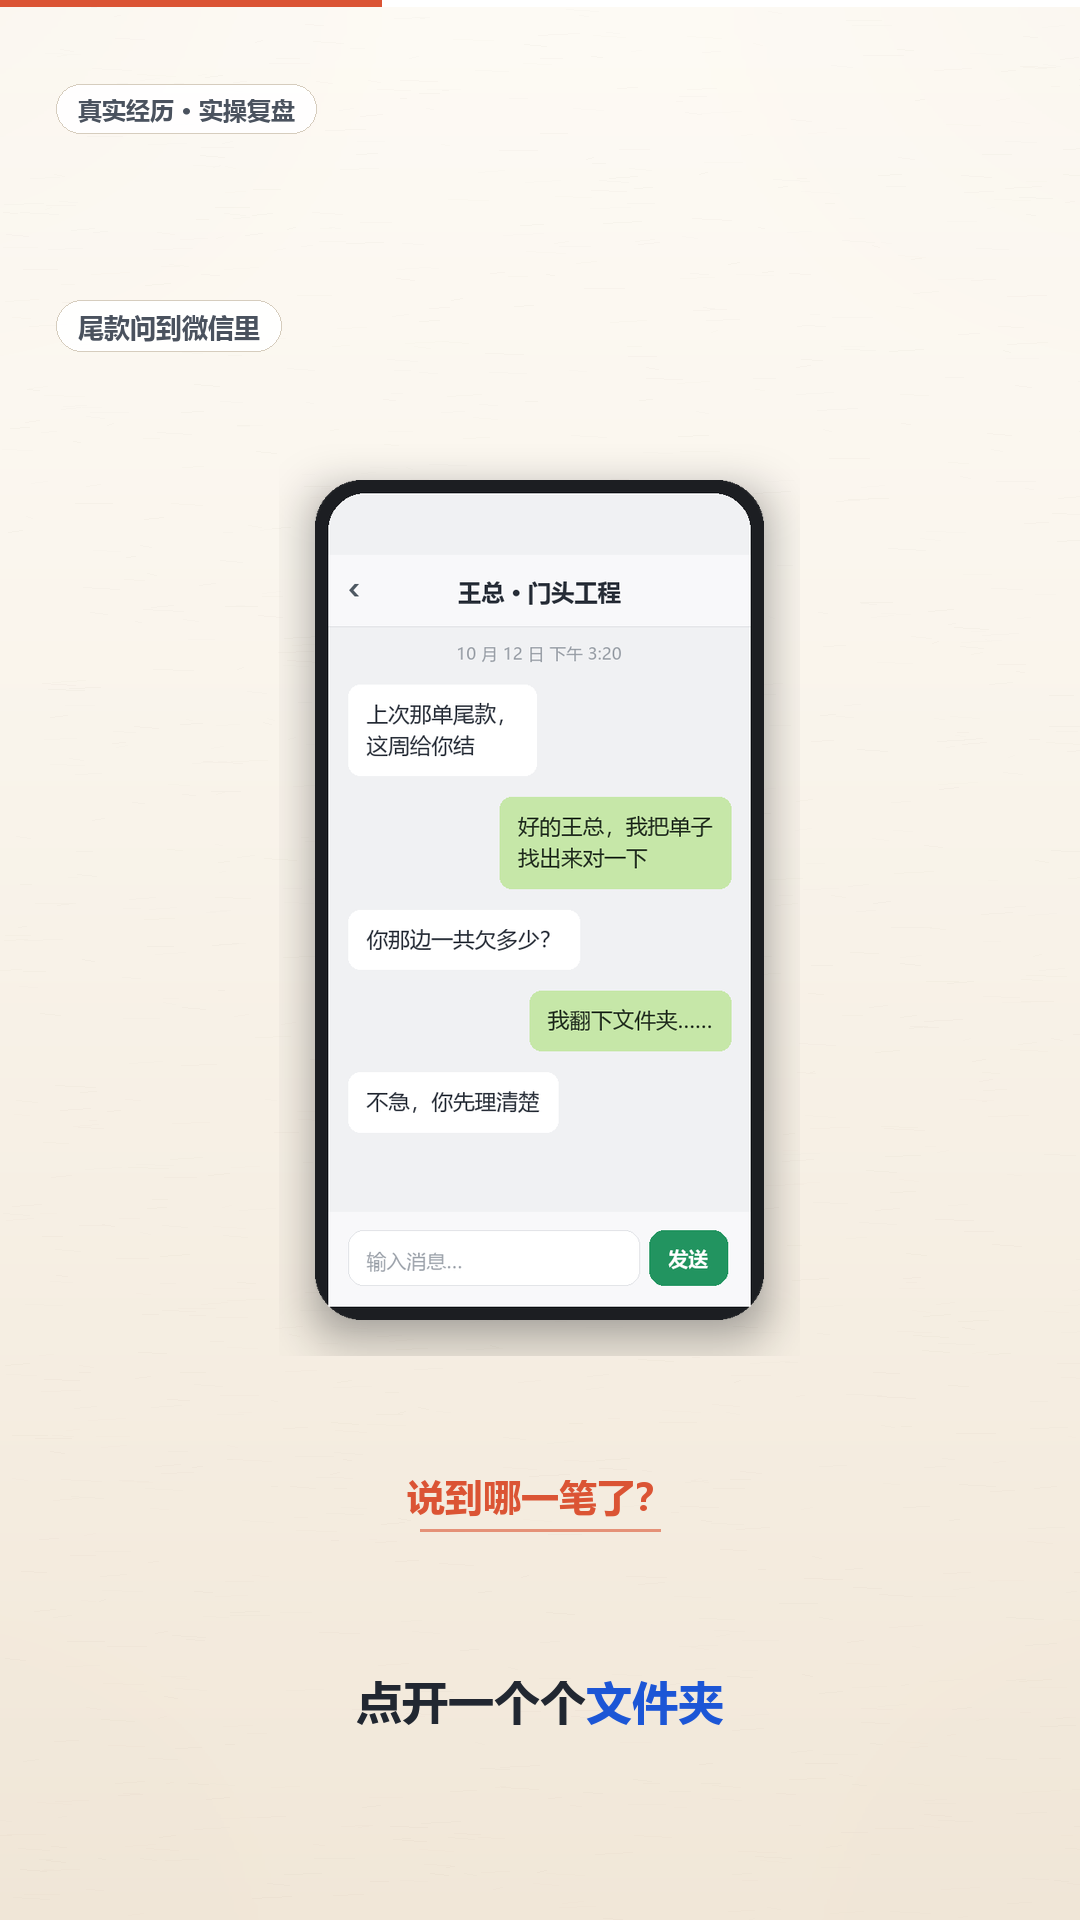 真实经历·实操复盘
尾款问到微信里
‹ 王总·门头工程
10 月 12 日 下午 3:20
上次那单尾款，
这周给你结
好的王总，我把单子
找出来对一下
你那边一共欠多少？
我翻下文件夹……
不急，你先理清楚
输入消息…
发送
说到哪一笔了？
点开一个个文件夹